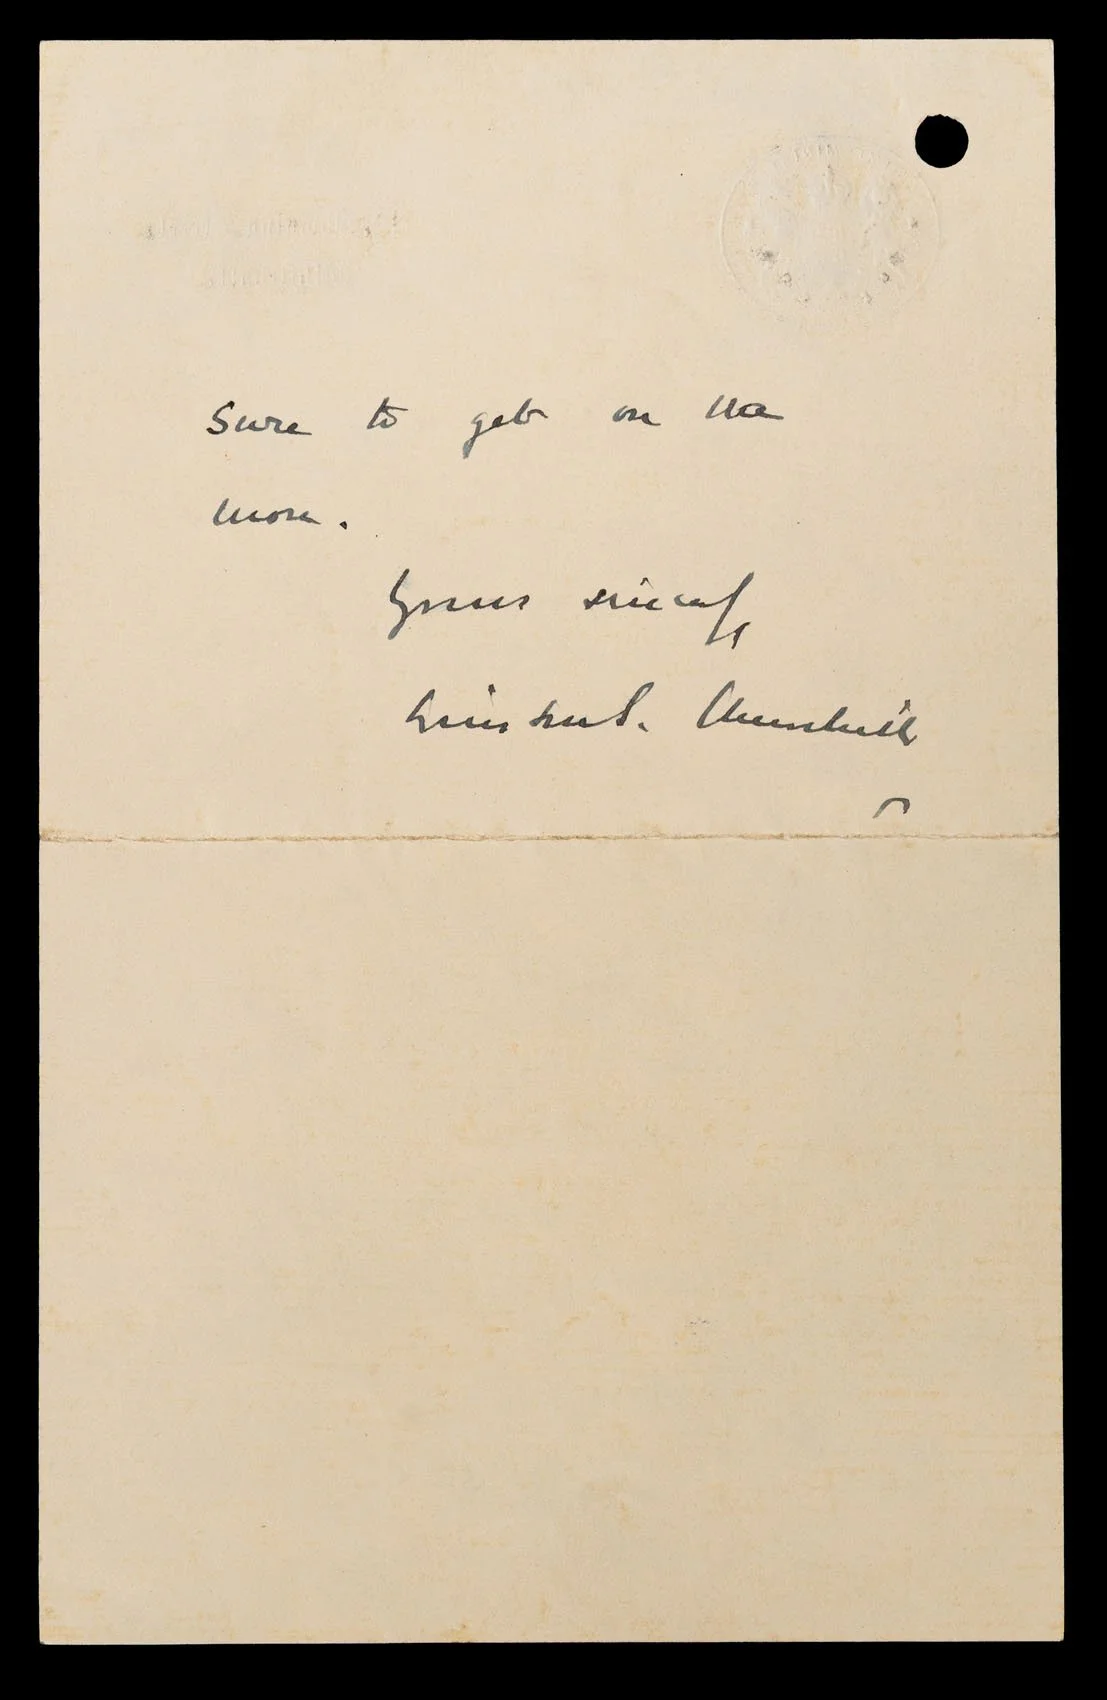 Sure to get on the
move.
Yours sincerely
Winston S. Churchill